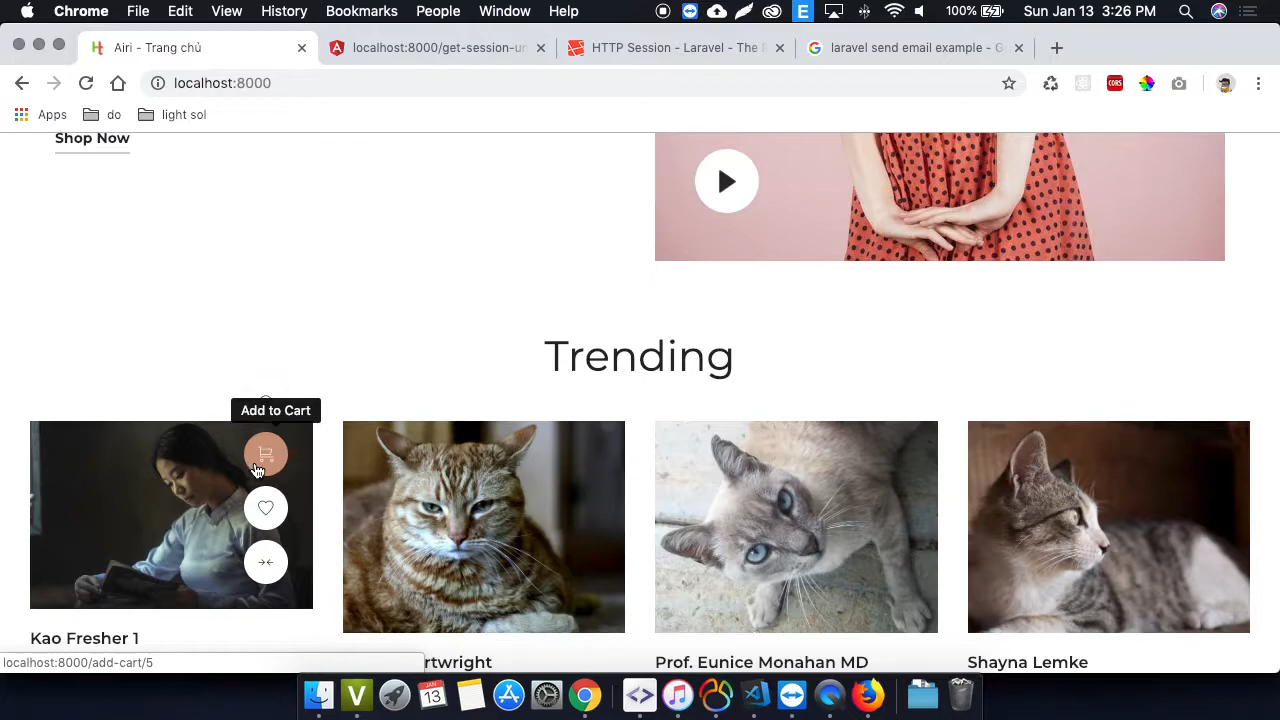 Chrome File Edit View History Bookmarks People Window Help 100% Sun Jan 13 3:26 PM
Airi - Trang chủ localhost:8000/get-session-ur HTTP Session - Laravel - The laravel send email example - G
localhost:8000
Apps do light sol
Shop Now
Trending
Add to Cart
Kao Fresher 1
rtwright Prof. Eunice Monahan MD Shayna Lemke
localhost:8000/add-cart/5